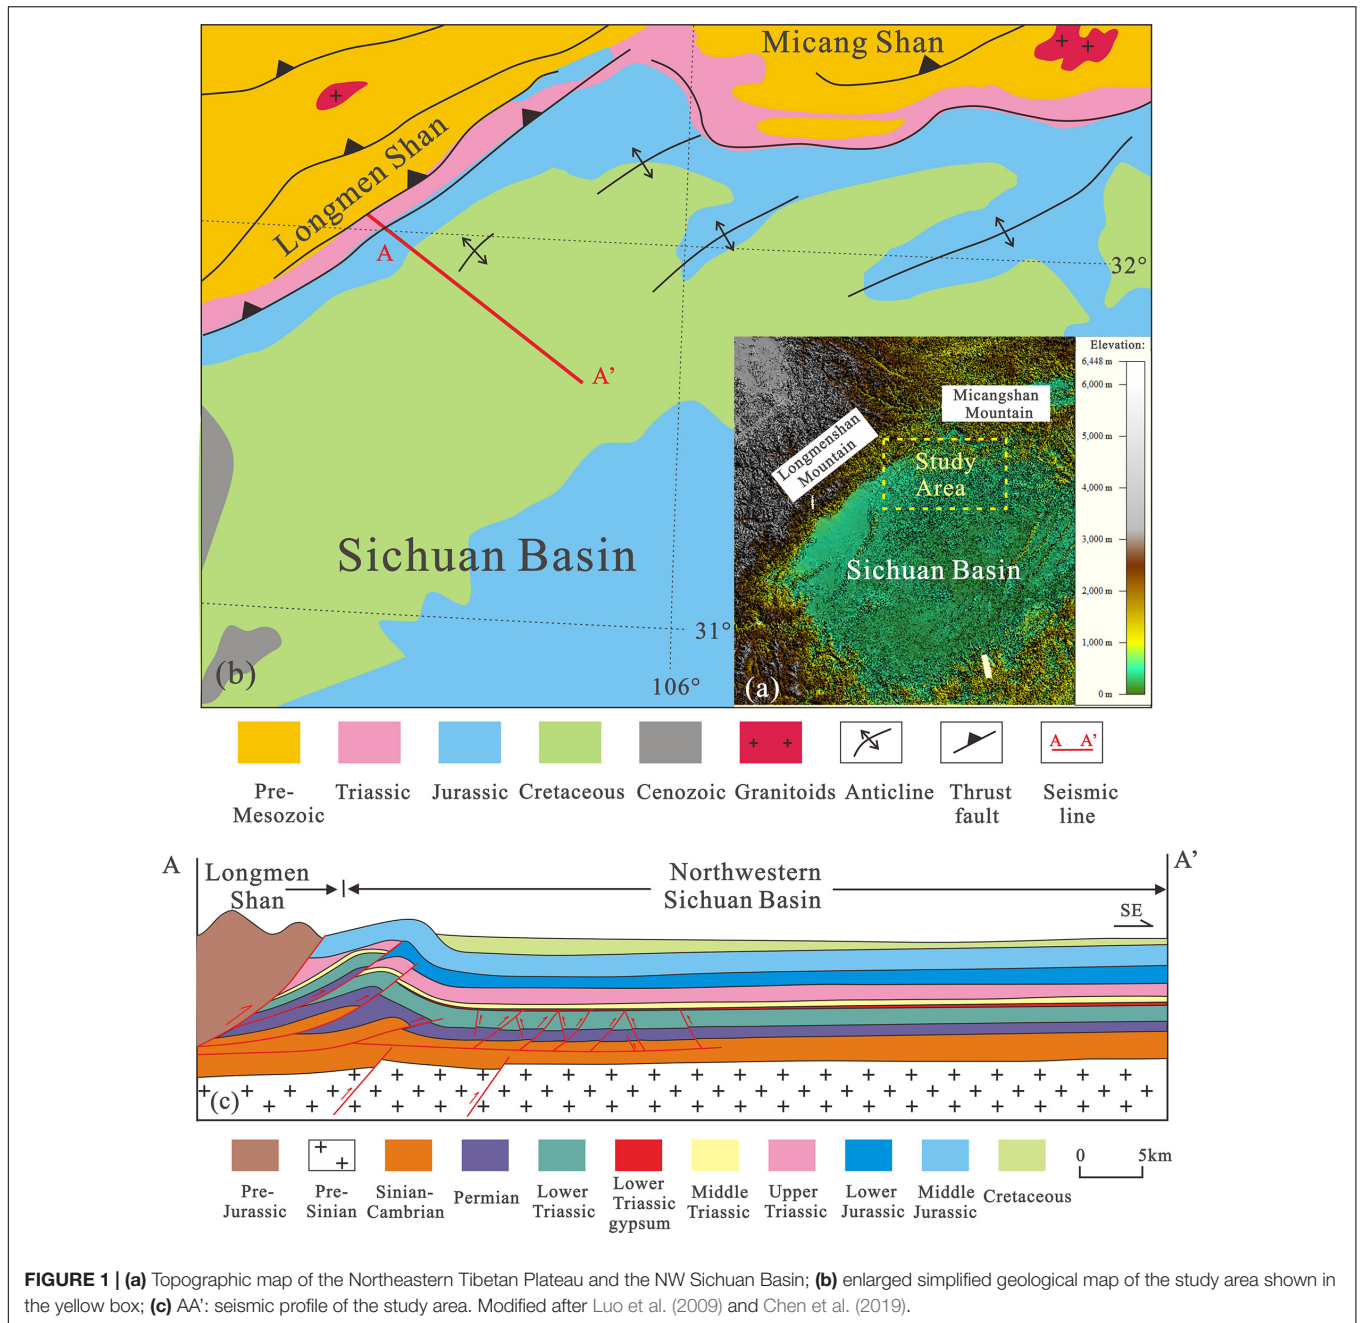 Micang Shan
Longmen Shan
A
A'
32°
Sichuan Basin
31°
106°
(b)
Elevation:
6,448 m
6,000 m
5,000 m
4,000 m
3,000 m
2,000 m
1,000 m
0 m
Micangshan
Mountain
Longmenshan
Mountain
Study
Area
Sichuan Basin
(a)
A A'
Pre-
Mesozoic
Triassic
Jurassic
Cretaceous
Cenozoic
Granitoids
Anticline
Thrust
fault
Seismic
line
A
Longmen
Shan
Northwestern
Sichuan Basin
A'
SE
(c)
Pre-
Jurassic
Pre-
Sinian
Sinian-
Cambrian
Permian
Lower
Triassic
Lower
Triassic
gypsum
Middle
Triassic
Upper
Triassic
Lower
Jurassic
Middle
Jurassic
Cretaceous
0 5km
FIGURE 1 | (a) Topographic map of the Northeastern Tibetan Plateau and the NW Sichuan Basin; (b) enlarged simplified geological map of the study area shown in
the yellow box; (c) AA': seismic profile of the study area. Modified after Luo et al. (2009) and Chen et al. (2019).